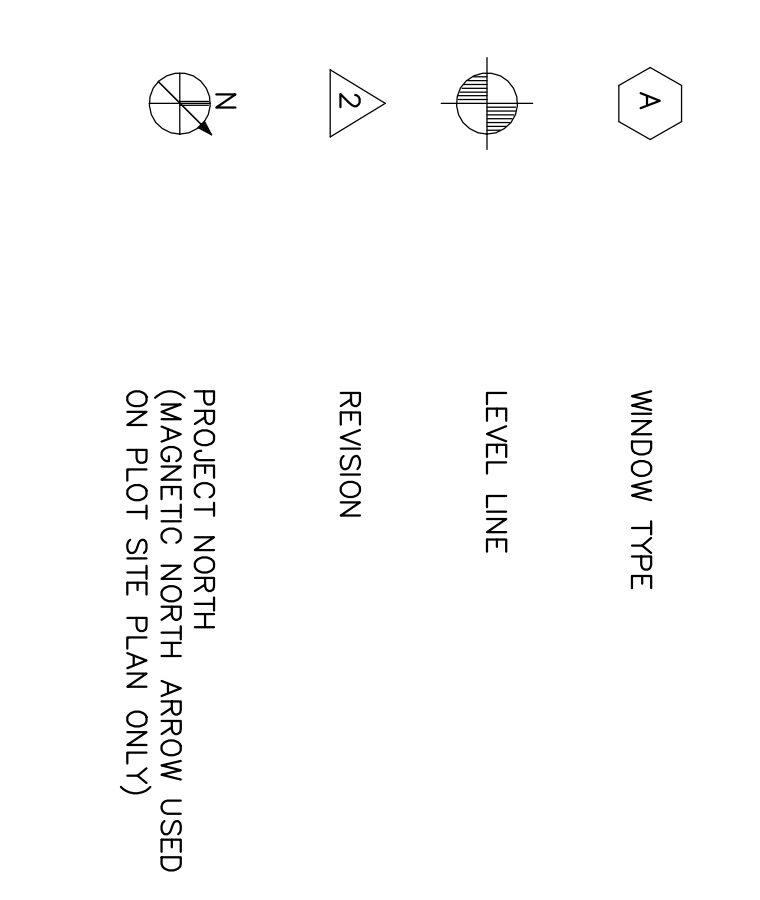 A
WINDOW TYPE
LEVEL LINE
2
REVISION
N
PROJECT NORTH
(MAGNETIC NORTH ARROW USED
ON PLOT SITE PLAN ONLY)